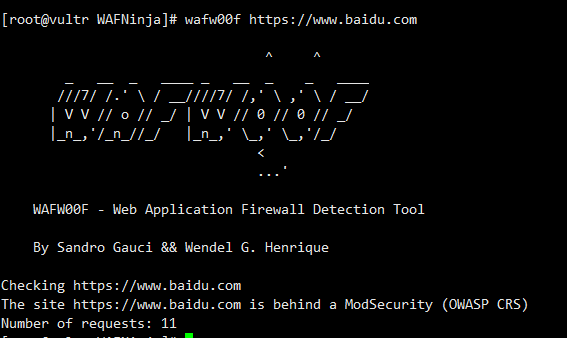 [root@vultr WAFNinja]# wafw00f https://www.baidu.com
                                 ^     ^
        _   __  _   ____ _   __  _    _   ____
       ///7/ /.' \ / __////7/ /,' \ ,' \ / __/
      | V V // o // _/ | V V // 0 // 0 // _/
      |_n_,'/_n_//_/   |_n_,' \_,' \_,'/_/
                                <
                                ...'
    WAFW00F - Web Application Firewall Detection Tool
    By Sandro Gauci && Wendel G. Henrique
Checking https://www.baidu.com
The site https://www.baidu.com is behind a ModSecurity (OWASP CRS)
Number of requests: 11